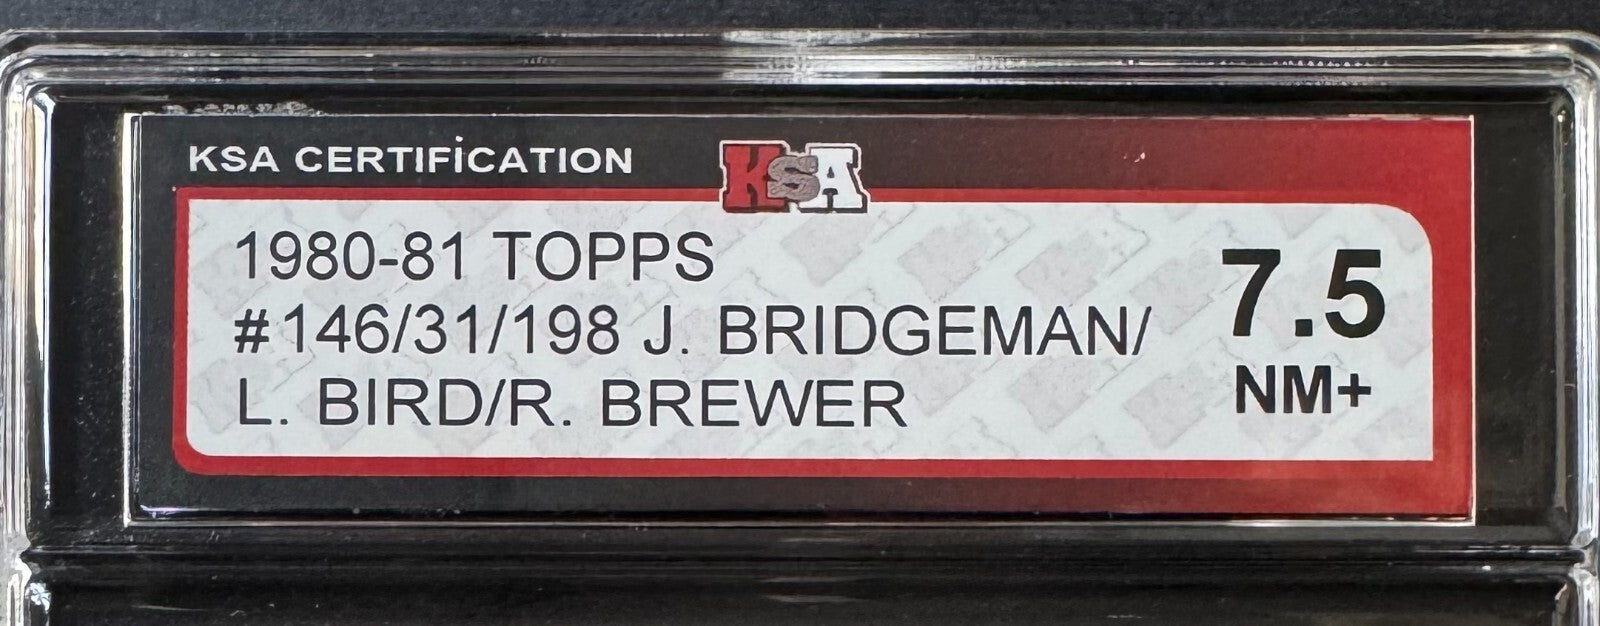 KSA CERTIFiCATION
KSA
1980-81 TOPPS
#146/31/198 J. BRIDGEMAN/
L. BIRD/R. BREWER
7.5
NM+